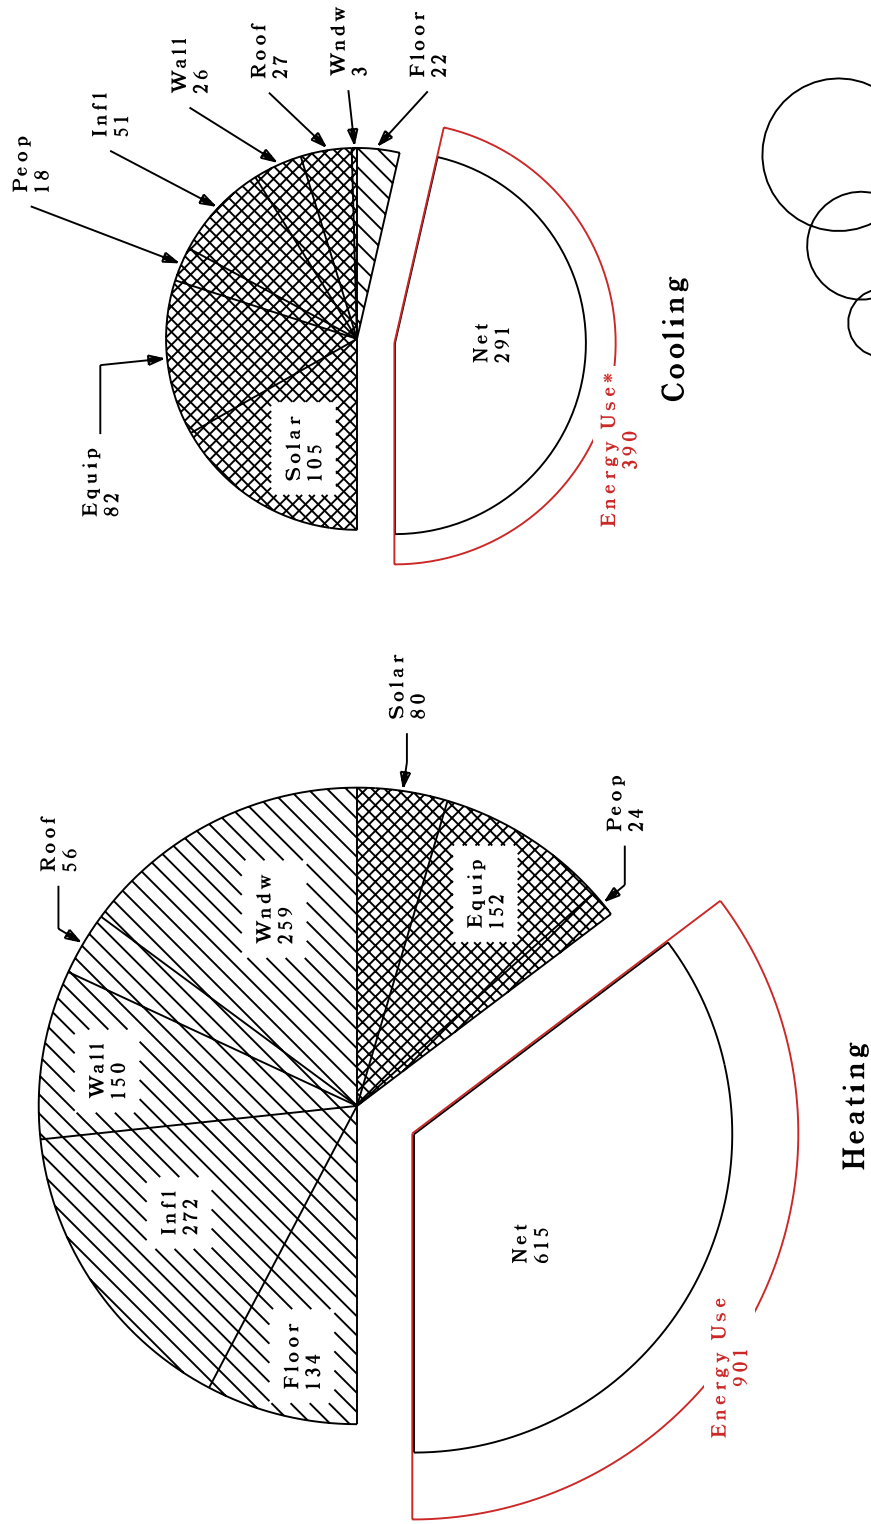 Floor
134
Infl
272
Wall
150
Roof
56
Wndw
259
Solar
80
Equip
152
Peop
24
Net
615
Energy Use
901
Heating
Equip
82
Peop
18
Infl
51
Wall
26
Roof
27
Wndw
3
Floor
22
Solar
105
Net
291
Energy Use*
390
Cooling